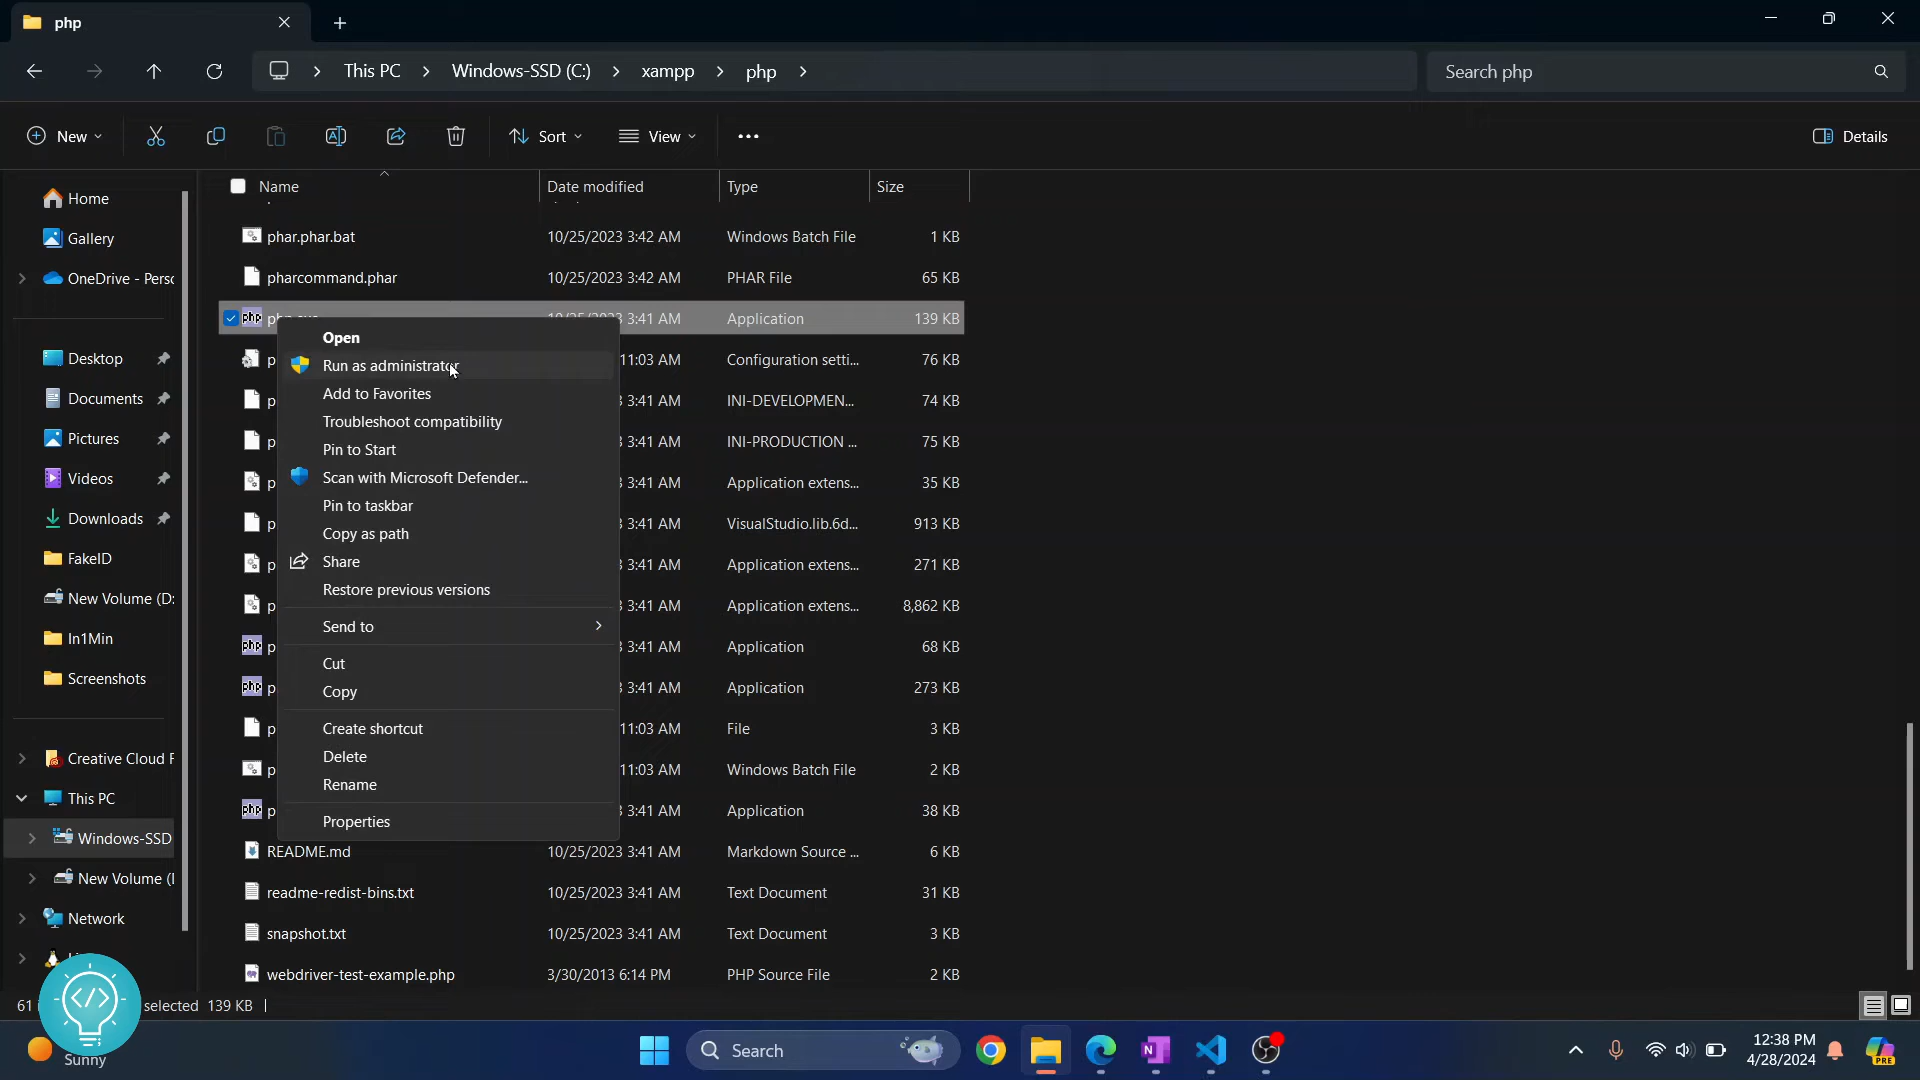 php
This PC
Windows-SSD (C:)
xampp
php
Search php
New
Sort
View
Details
Name
Date modified
Type
Size
Home
Gallery
OneDrive - Persc
Desktop
Documents
Pictures
Videos
Downloads
FakeID
New Volume (D:
In1Min
Screenshots
Creative Cloud F
This PC
Windows-SSD
New Volume (I
Network
phar.phar.bat 10/25/2023 3:42 AM Windows Batch File 1 KB
pharcommand.phar 10/25/2023 3:42 AM PHAR File 65 KB
php 3:41 AM Application 139 KB
p 11:03 AM Configuration setti... 76 KB
p 3:41 AM INI-DEVELOPMEN... 74 KB
p 3:41 AM INI-PRODUCTION ... 75 KB
p 3:41 AM Application extens... 35 KB
p 3:41 AM VisualStudio.lib.6d... 913 KB
p 3:41 AM Application extens... 271 KB
p 3:41 AM Application extens... 8,862 KB
php p 3:41 AM Application 68 KB
php p 3:41 AM Application 273 KB
p 11:03 AM File 3 KB
p 11:03 AM Windows Batch File 2 KB
php p 3:41 AM Application 38 KB
README.md 10/25/2023 3:41 AM Markdown Source ... 6 KB
readme-redist-bins.txt 10/25/2023 3:41 AM Text Document 31 KB
snapshot.txt 10/25/2023 3:41 AM Text Document 3 KB
webdriver-test-example.php 3/30/2013 6:14 PM PHP Source File 2 KB
Open
Run as administrator
Add to Favorites
Troubleshoot compatibility
Pin to Start
Scan with Microsoft Defender...
Pin to taskbar
Copy as path
Share
Restore previous versions
Send to
Cut
Copy
Create shortcut
Delete
Rename
Properties
61
selected 139 KB
Sunny
Search
12:38 PM
4/28/2024
PRE